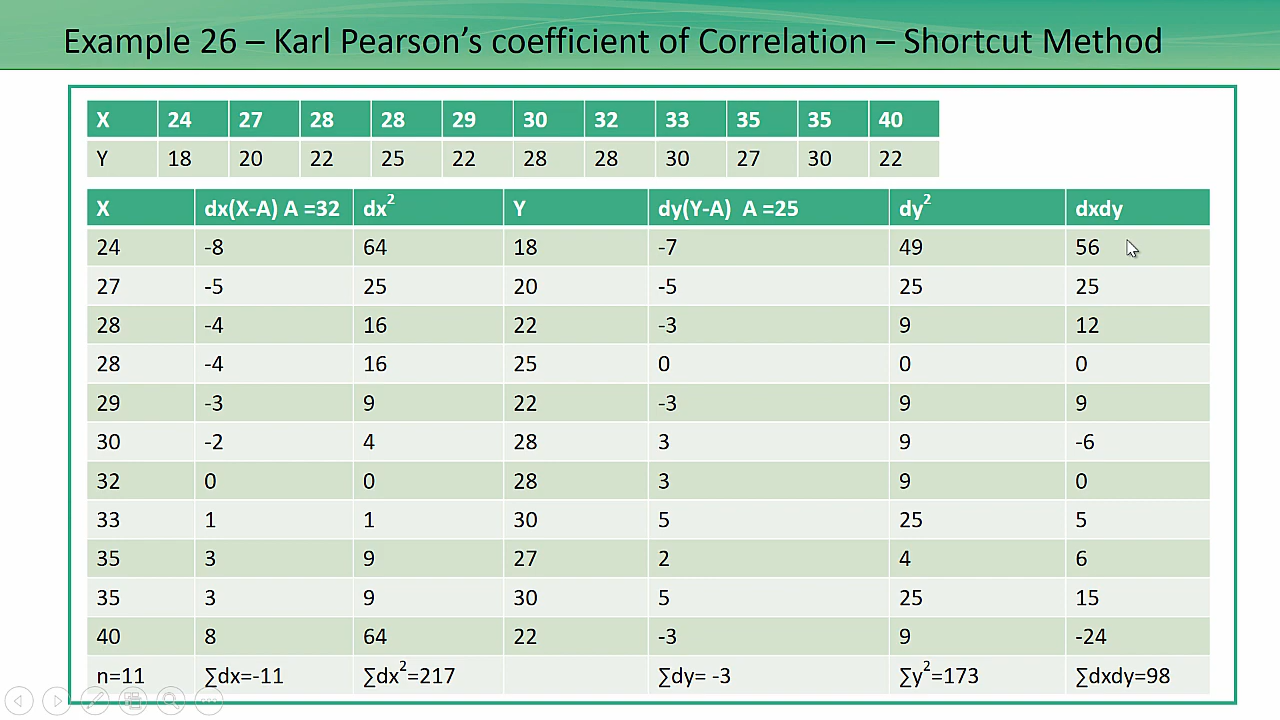 Example 26 – Karl Pearson's coefficient of Correlation – Shortcut Method
X 24 27 28 28 29 30 32 33 35 35 40
Y 18 20 22 25 22 28 28 30 27 30 22
X dx(X-A) A =32 dx² Y dy(Y-A) A =25 dy² dxdy
24 -8 64 18 -7 49 56
27 -5 25 20 -5 25 25
28 -4 16 22 -3 9 12
28 -4 16 25 0 0 0
29 -3 9 22 -3 9 9
30 -2 4 28 3 9 -6
32 0 0 28 3 9 0
33 1 1 30 5 25 5
35 3 9 27 2 4 6
35 3 9 30 5 25 15
40 8 64 22 -3 9 -24
n=11 ∑dx=-11 ∑dx²=217 ∑dy= -3 ∑y²=173 ∑dxdy=98